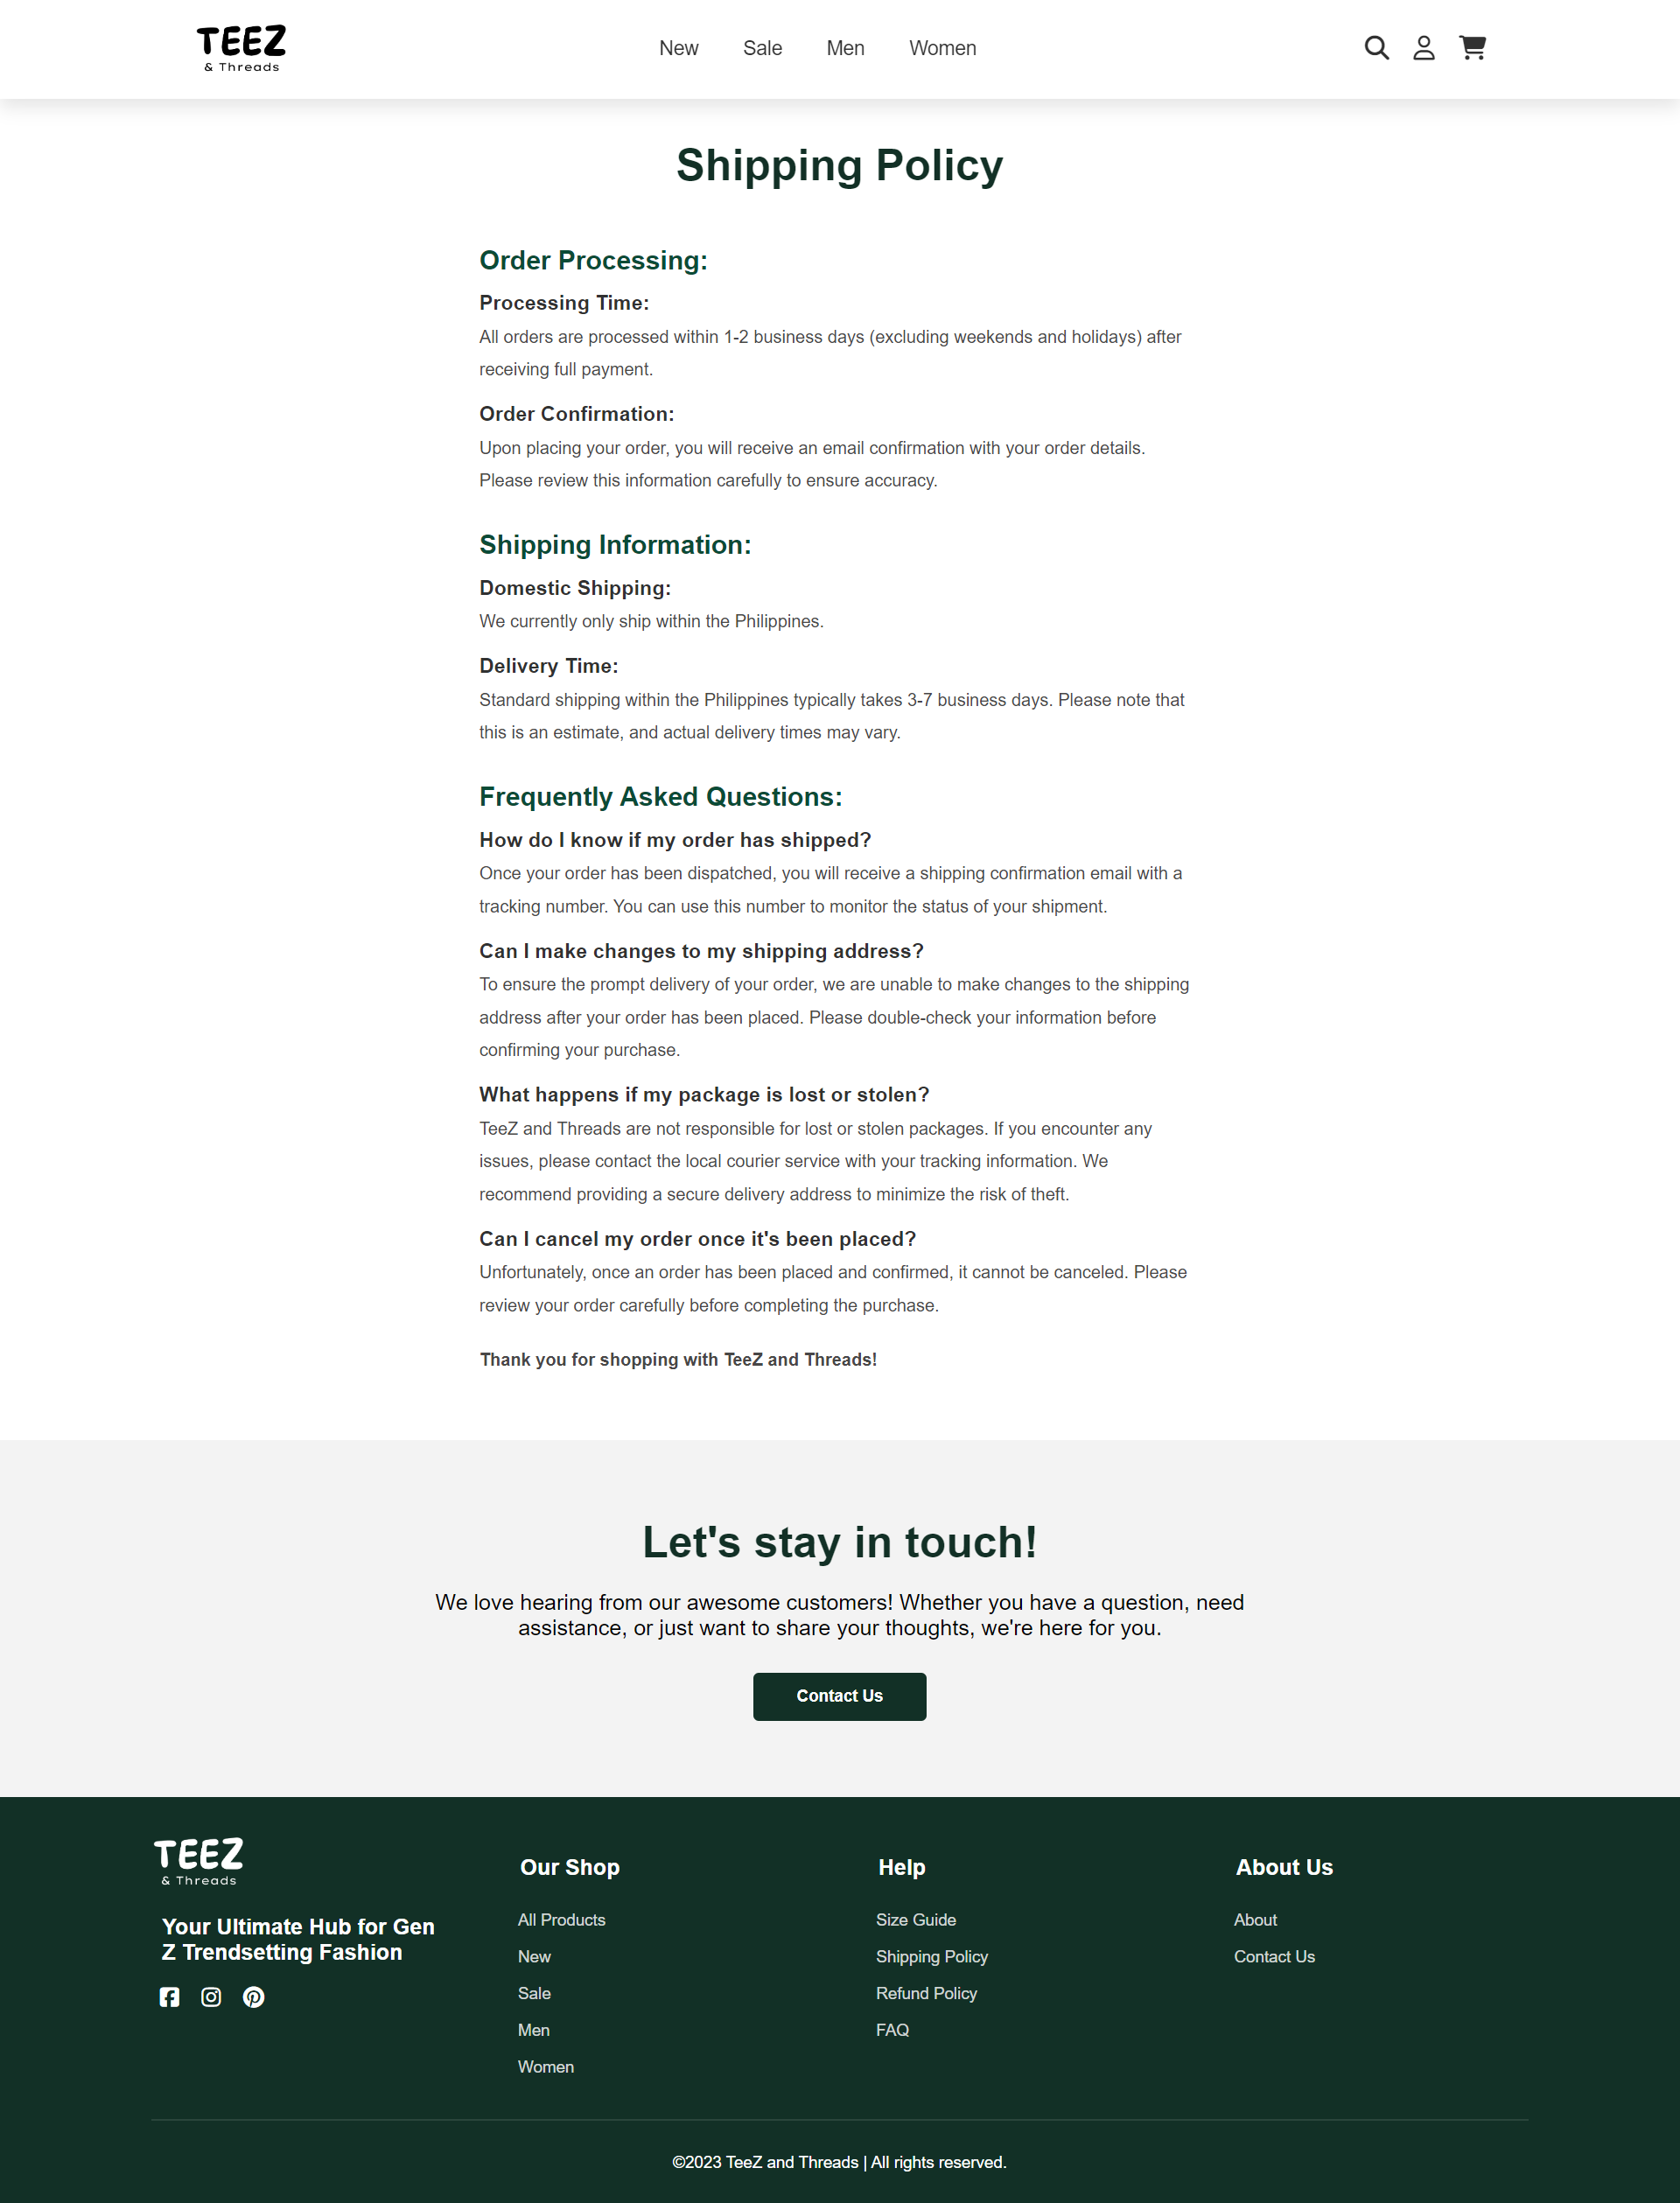 TEEZ
& Threads
New
Sale
Men
Women
Shipping Policy
Order Processing:
Processing Time:
All orders are processed within 1-2 business days (excluding weekends and holidays) after
receiving full payment.
Order Confirmation:
Upon placing your order, you will receive an email confirmation with your order details.
Please review this information carefully to ensure accuracy.
Shipping Information:
Domestic Shipping:
We currently only ship within the Philippines.
Delivery Time:
Standard shipping within the Philippines typically takes 3-7 business days. Please note that
this is an estimate, and actual delivery times may vary.
Frequently Asked Questions:
How do I know if my order has shipped?
Once your order has been dispatched, you will receive a shipping confirmation email with a
tracking number. You can use this number to monitor the status of your shipment.
Can I make changes to my shipping address?
To ensure the prompt delivery of your order, we are unable to make changes to the shipping
address after your order has been placed. Please double-check your information before
confirming your purchase.
What happens if my package is lost or stolen?
TeeZ and Threads are not responsible for lost or stolen packages. If you encounter any
issues, please contact the local courier service with your tracking information. We
recommend providing a secure delivery address to minimize the risk of theft.
Can I cancel my order once it's been placed?
Unfortunately, once an order has been placed and confirmed, it cannot be canceled. Please
review your order carefully before completing the purchase.
Thank you for shopping with TeeZ and Threads!
Let's stay in touch!
We love hearing from our awesome customers! Whether you have a question, need
assistance, or just want to share your thoughts, we're here for you.
Contact Us
TEEZ
& Threads
Your Ultimate Hub for Gen
Z Trendsetting Fashion
Our Shop
All Products
New
Sale
Men
Women
Help
Size Guide
Shipping Policy
Refund Policy
FAQ
About Us
About
Contact Us
©2023 TeeZ and Threads | All rights reserved.